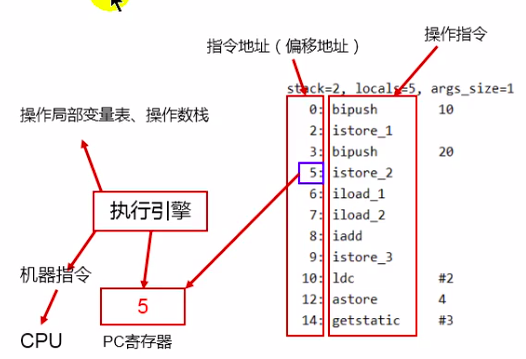 指令地址（偏移地址）
操作指令
stack=2, locals=5, args_size=1
操作局部变量表、操作数栈
0: bipush 10
2: istore_1
3: bipush 20
5: istore_2
6: iload_1
7: iload_2
8: iadd
9: istore_3
10: ldc #2
12: astore 4
14: getstatic #3
执行引擎
机器指令
5
CPU
PC寄存器